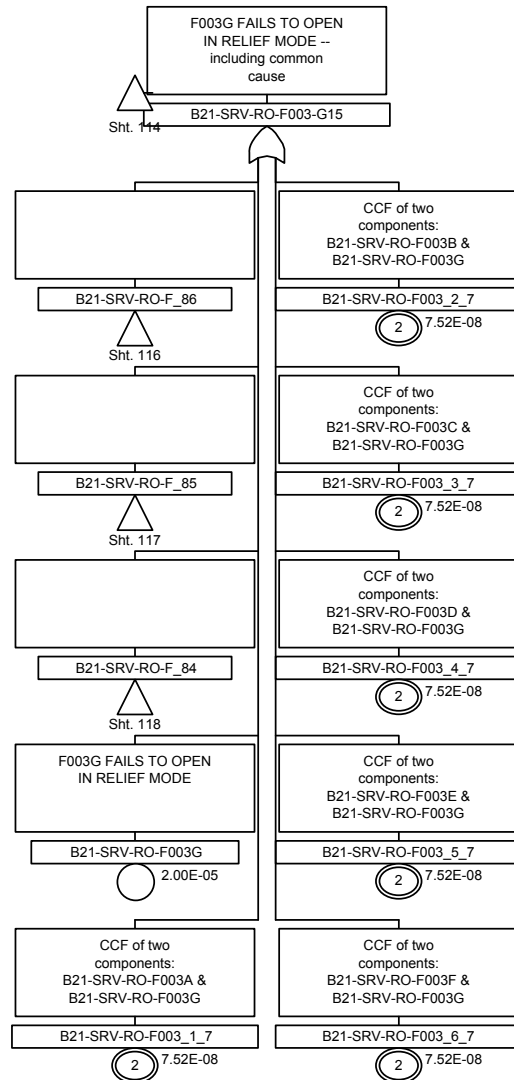 F003G FAILS TO OPEN
IN RELIEF MODE --
including common
cause
B21-SRV-RO-F003-G15
Sht. 114
B21-SRV-RO-F_86
Sht. 116
CCF of two
components:
B21-SRV-RO-F003B &
B21-SRV-RO-F003G
B21-SRV-RO-F003_2_7
2
7.52E-08
B21-SRV-RO-F_85
Sht. 117
CCF of two
components:
B21-SRV-RO-F003C &
B21-SRV-RO-F003G
B21-SRV-RO-F003_3_7
2
7.52E-08
B21-SRV-RO-F_84
Sht. 118
CCF of two
components:
B21-SRV-RO-F003D &
B21-SRV-RO-F003G
B21-SRV-RO-F003_4_7
2
7.52E-08
F003G FAILS TO OPEN
IN RELIEF MODE
B21-SRV-RO-F003G
2.00E-05
CCF of two
components:
B21-SRV-RO-F003E &
B21-SRV-RO-F003G
B21-SRV-RO-F003_5_7
2
7.52E-08
CCF of two
components:
B21-SRV-RO-F003A &
B21-SRV-RO-F003G
B21-SRV-RO-F003_1_7
2
7.52E-08
CCF of two
components:
B21-SRV-RO-F003F &
B21-SRV-RO-F003G
B21-SRV-RO-F003_6_7
2
7.52E-08